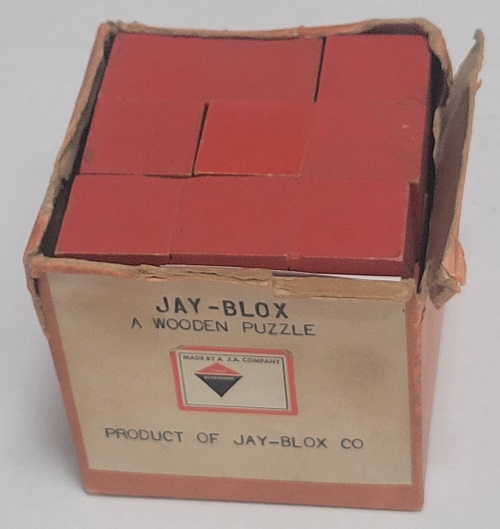 JAY-BLOX
A WOODEN PUZZLE
MADE BY A J.A. COMPANY
PRODUCT OF JAY-BLOX CO